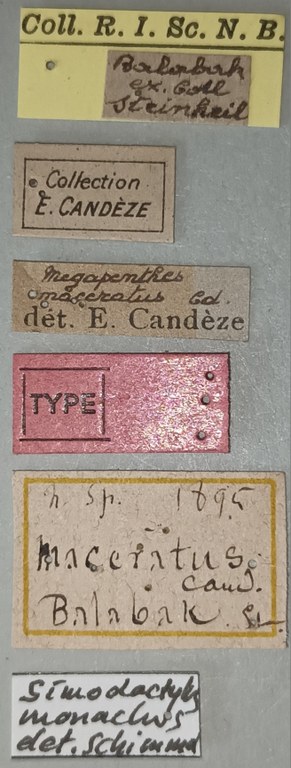 Coll. R. I. Sc. N. B.
Balabak
ex. Coll
Steinheil
Collection
E. CANDÈZE
Megapenthes
maceratus Cd.
dét. E. Candèze
TYPE
n. sp. 1895
maceratus
Cand.
Balabak
Simodactylus
monachus
det. Schimmel